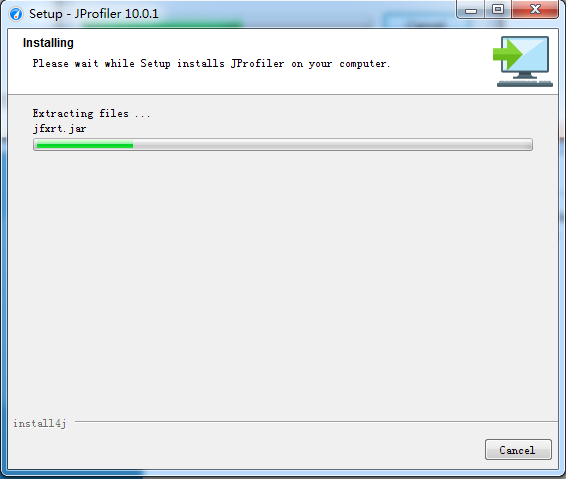 Setup - JProfiler 10.0.1
Installing
Please wait while Setup installs JProfiler on your computer.
Extracting files ...
jfxrt.jar
install4j
Cancel